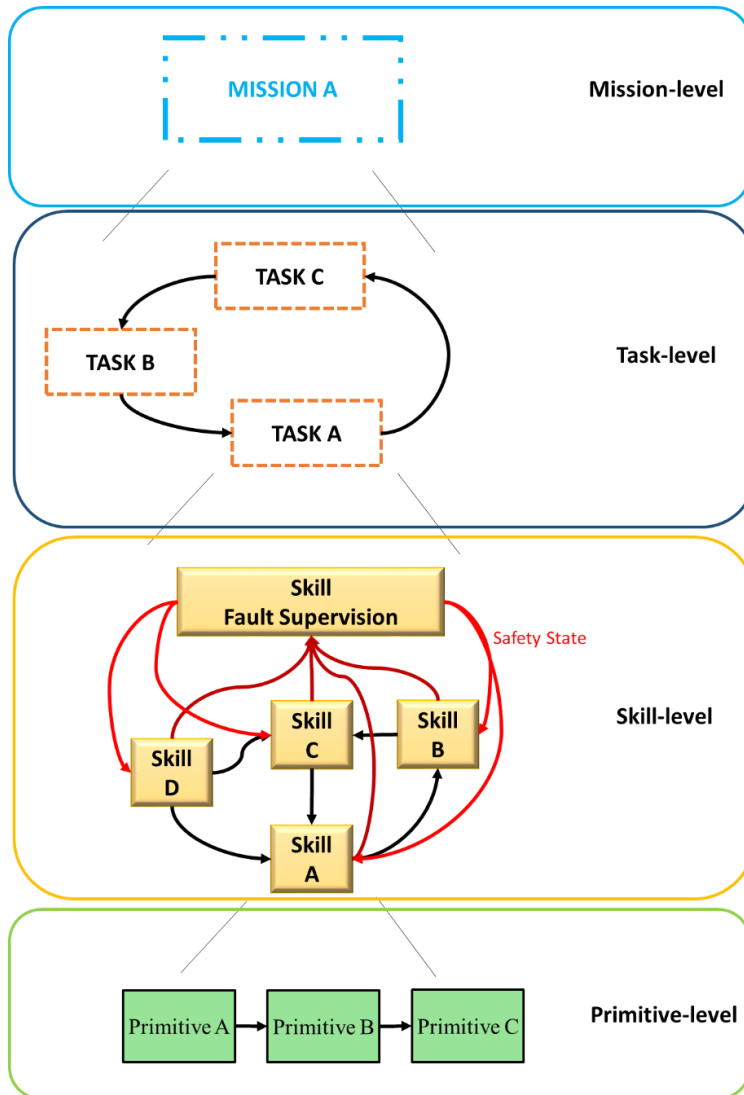 MISSION A
Mission-level
TASK C
TASK B
Task-level
TASK A
Skill
Fault Supervision
Safety State
Skill
C
Skill
B
Skill-level
Skill
D
Skill
A
Primitive A
Primitive B
Primitive C
Primitive-level